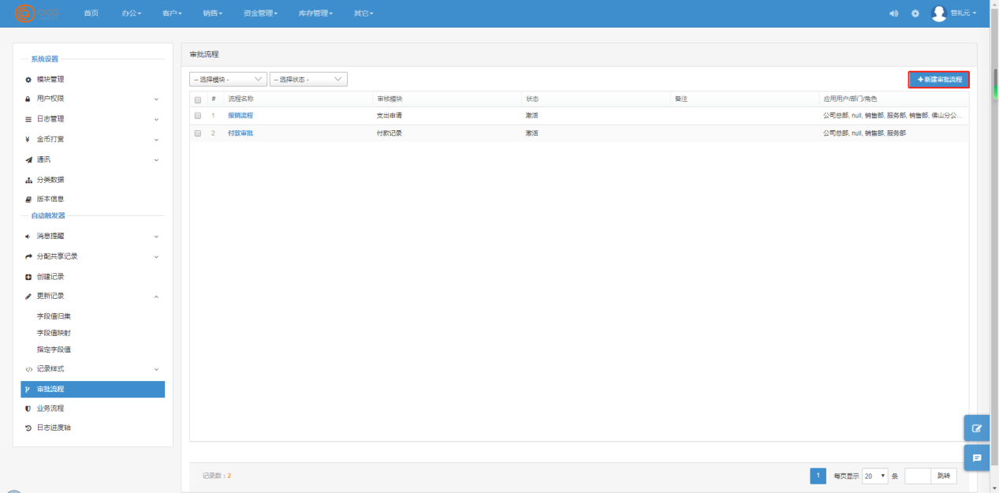 首页 办公 客户 销售 资金管理 库存管理 其它 管礼元
系统设置
模块管理
用户权限
日志管理
金币打赏
通讯
分类数据
版本信息
自动触发器
消息提醒
分配共享记录
创建记录
更新记录
字段值归集
字段值映射
指定字段值
记录样式
审批流程
业务流程
日志进度轴
审批流程
-- 选择模块 - -- 选择状态 - 新建审批流程
# 流程名称 审核模块 状态 备注 应用用户/部门/角色
1 报销流程 支出申请 激活 公司总部, null, 销售部, 服务部, 销售部, 佛山分公...
2 付款审批 付款记录 激活 公司总部, null, 销售部, 服务部
记录数 : 2 1 每页显示 20 条 跳转